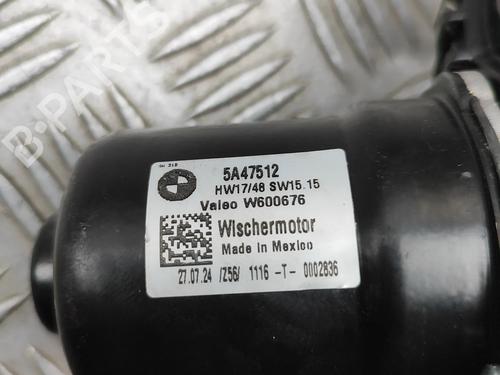 B-PARTS
5A47512
HW17/48 SW15.15
Valeo W600676
Wischermotor
Made in Mexico
27.07.24 /Z56/ 1116 -T- 0002836